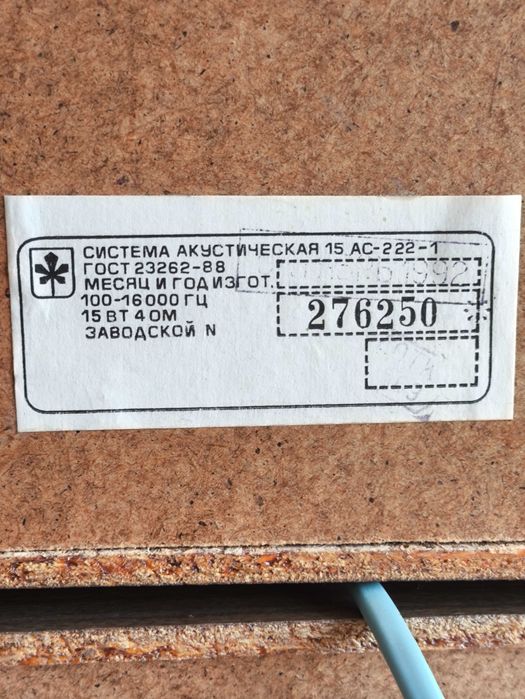 СИСТЕМА АКУСТИЧЕСКАЯ 15 АС-222-1
ГОСТ 23262-88
МЕСЯЦ И ГОД ИЗГОТ. 1992
100-16000 ГЦ
15 ВТ 4 ОМ 276250
ЗАВОДСКОЙ N